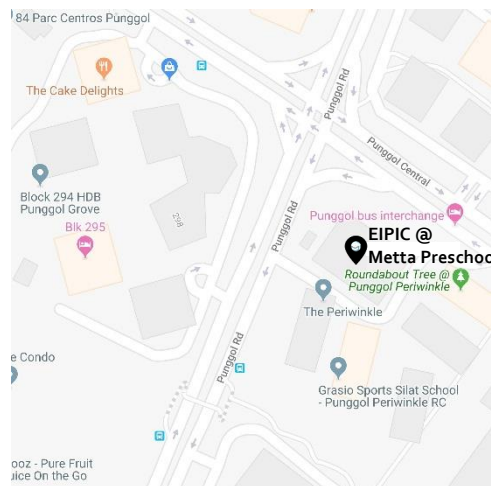 84 Parc Centros Punggol
The Cake Delights
Punggol Rd
Punggol Central
Block 294 HDB
Punggol Grove
Blk 295
298
Punggol Rd
Punggol bus interchange
EIPIC @
Metta Preschoo
Roundabout Tree @
Punggol Periwinkle
The Periwinkle
Punggol Rd
e Condo
Grasio Sports Silat School
- Punggol Periwinkle RC
ooz - Pure Fruit
uice On the Go